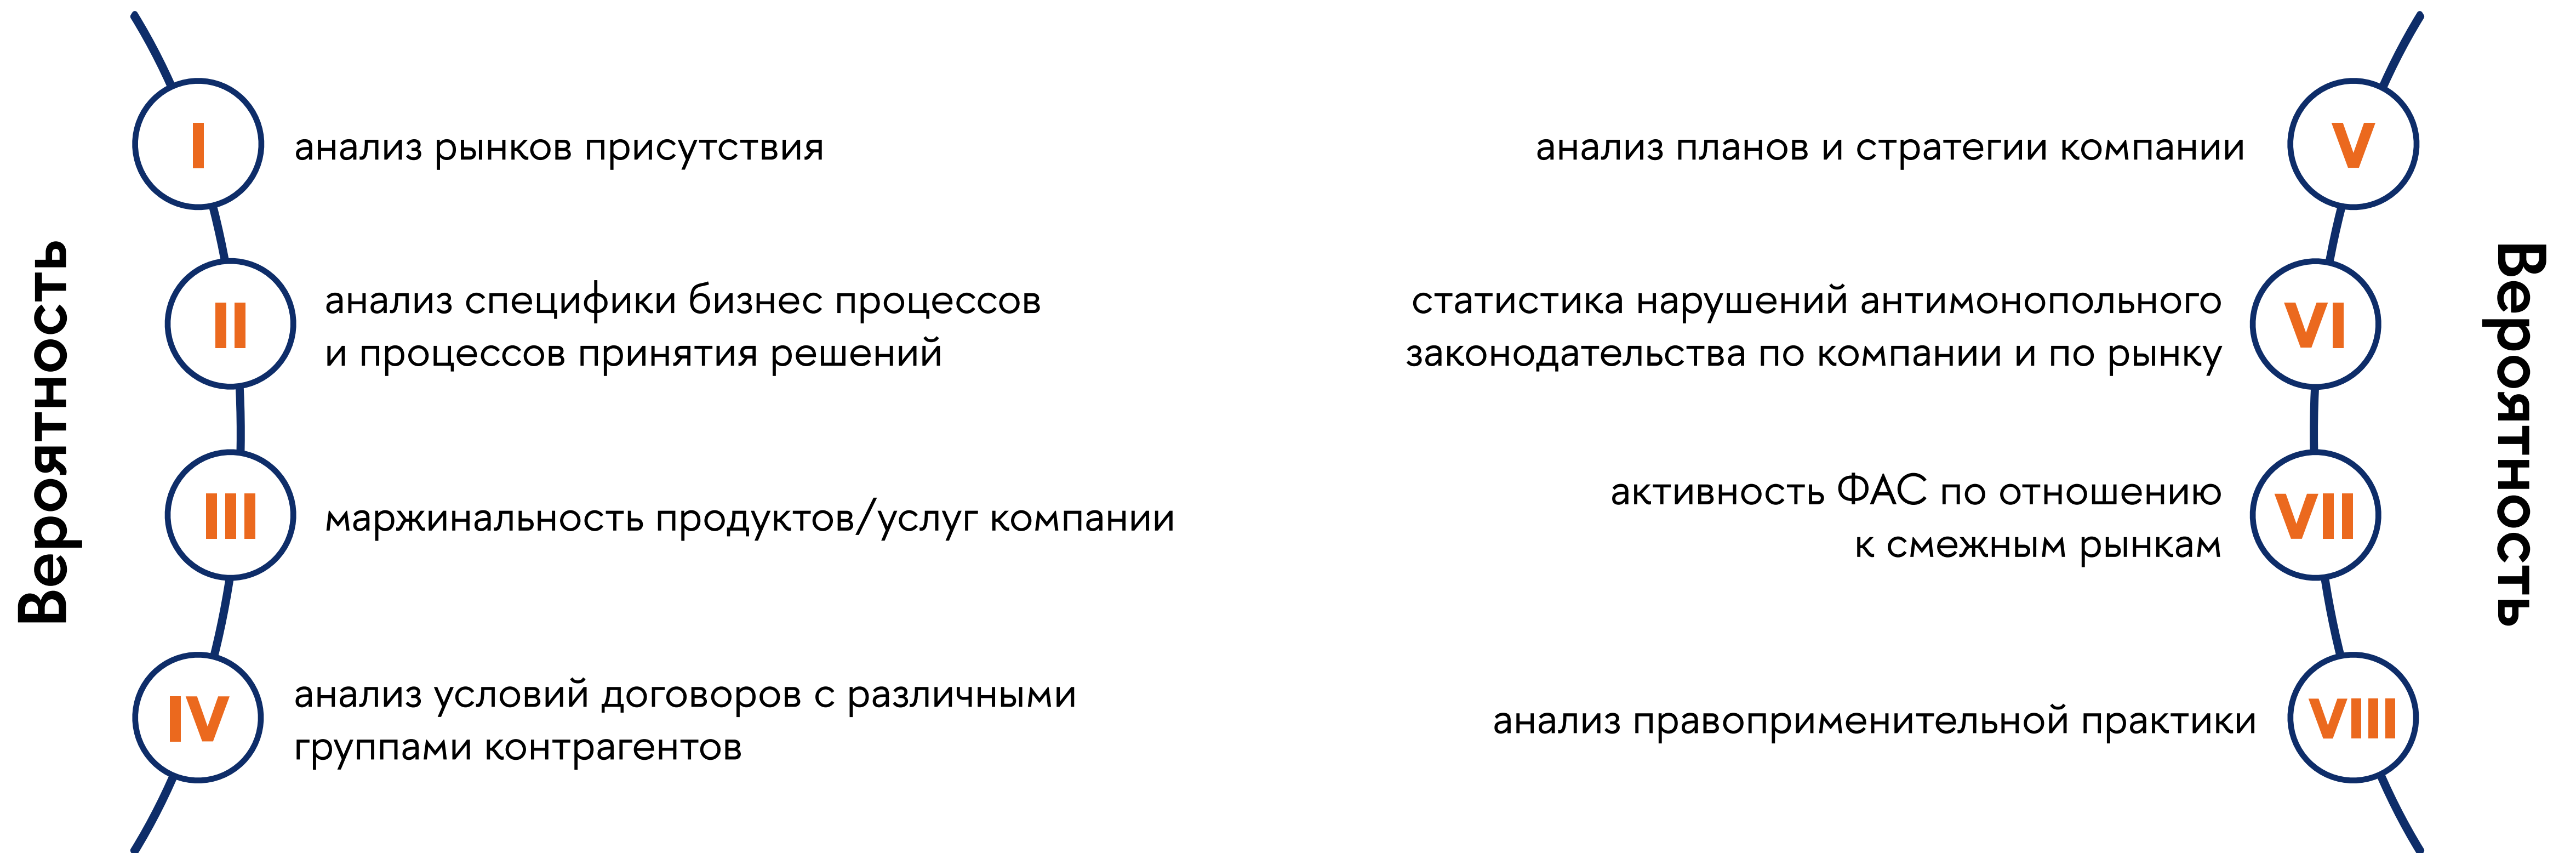 Вероятность
I
анализ рынков присутствия
II
анализ специфики бизнес процессов
и процессов принятия решений
III
маржинальность продуктов/услуг компании
IV
анализ условий договоров с различными
группами контрагентов
анализ планов и стратегии компании
V
статистика нарушений антимонопольного
законодательства по компании и по рынку
VI
активность ФАС по отношению
к смежным рынкам
VII
анализ правоприменительной практики
VIII
Вероятность